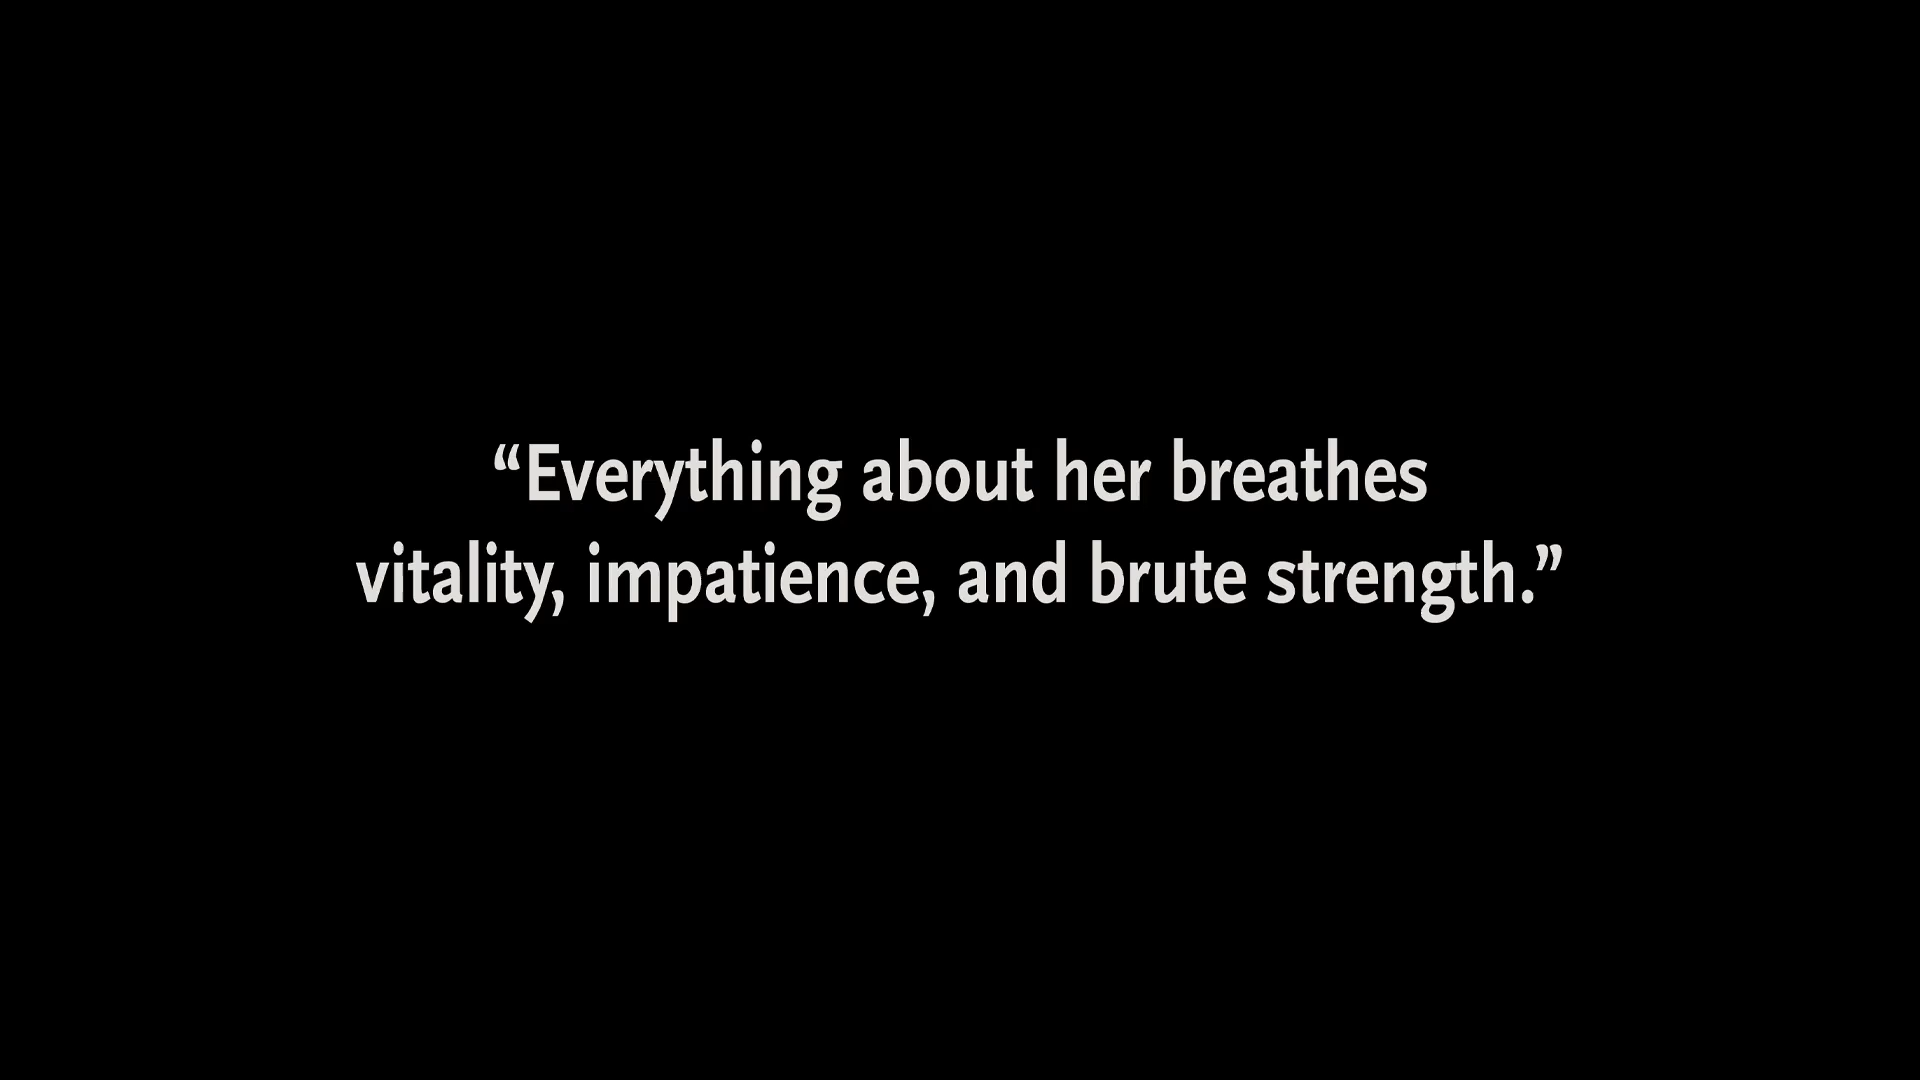 “Everything about her breathes
vitality, impatience, and brute strength.”